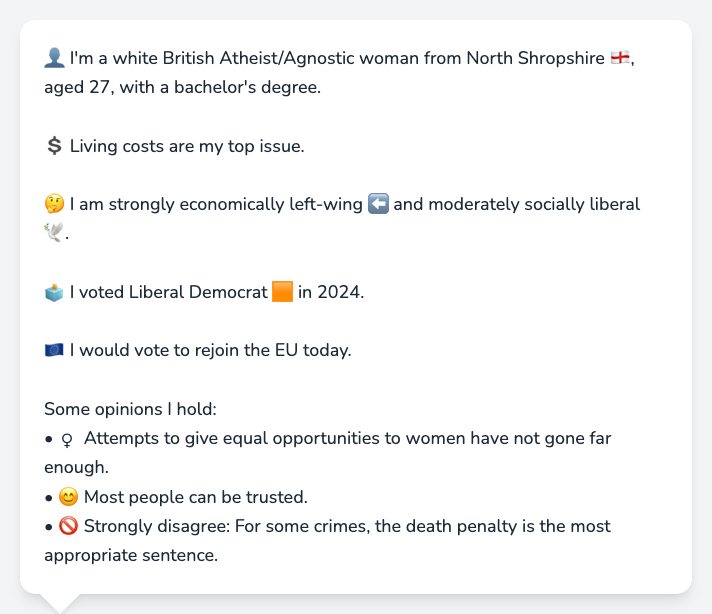 👤 I'm a white British Atheist/Agnostic woman from North Shropshire 🏴󠁧󠁢󠁥󠁮󠁧󠁿,
aged 27, with a bachelor's degree.
💲 Living costs are my top issue.
🤔 I am strongly economically left-wing ⬅️ and moderately socially liberal
🕊️.
🗳️ I voted Liberal Democrat 🟧 in 2024.
🇪🇺 I would vote to rejoin the EU today.
Some opinions I hold:
• ♀️ Attempts to give equal opportunities to women have not gone far
enough.
• 😊 Most people can be trusted.
• 🚫 Strongly disagree: For some crimes, the death penalty is the most
appropriate sentence.